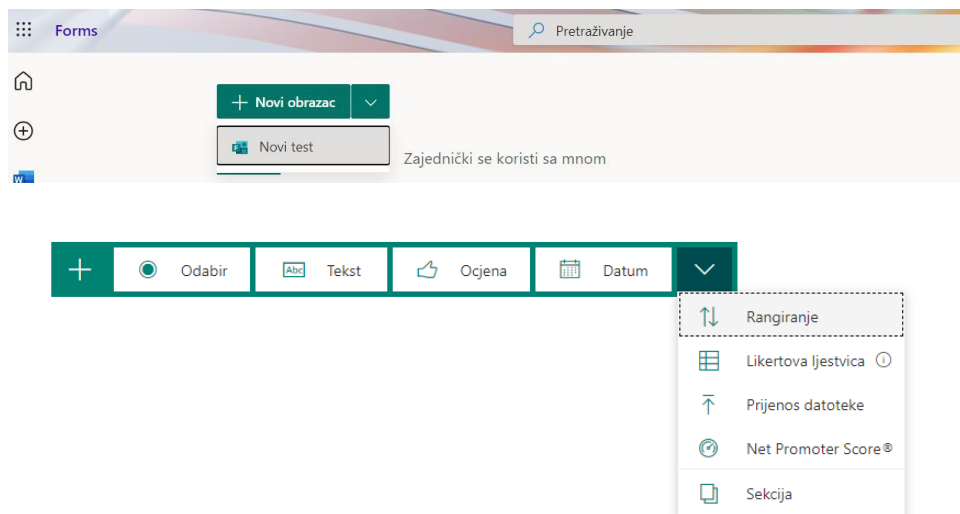 Forms
Pretraživanje
Novi obrazac
Novi test
Zajednički se koristi sa mnom
W
Odabir
Abc
Tekst
Ocjena
Datum
Rangiranje
Likertova ljestvica
Prijenos datoteke
Net Promoter Score®
Sekcija